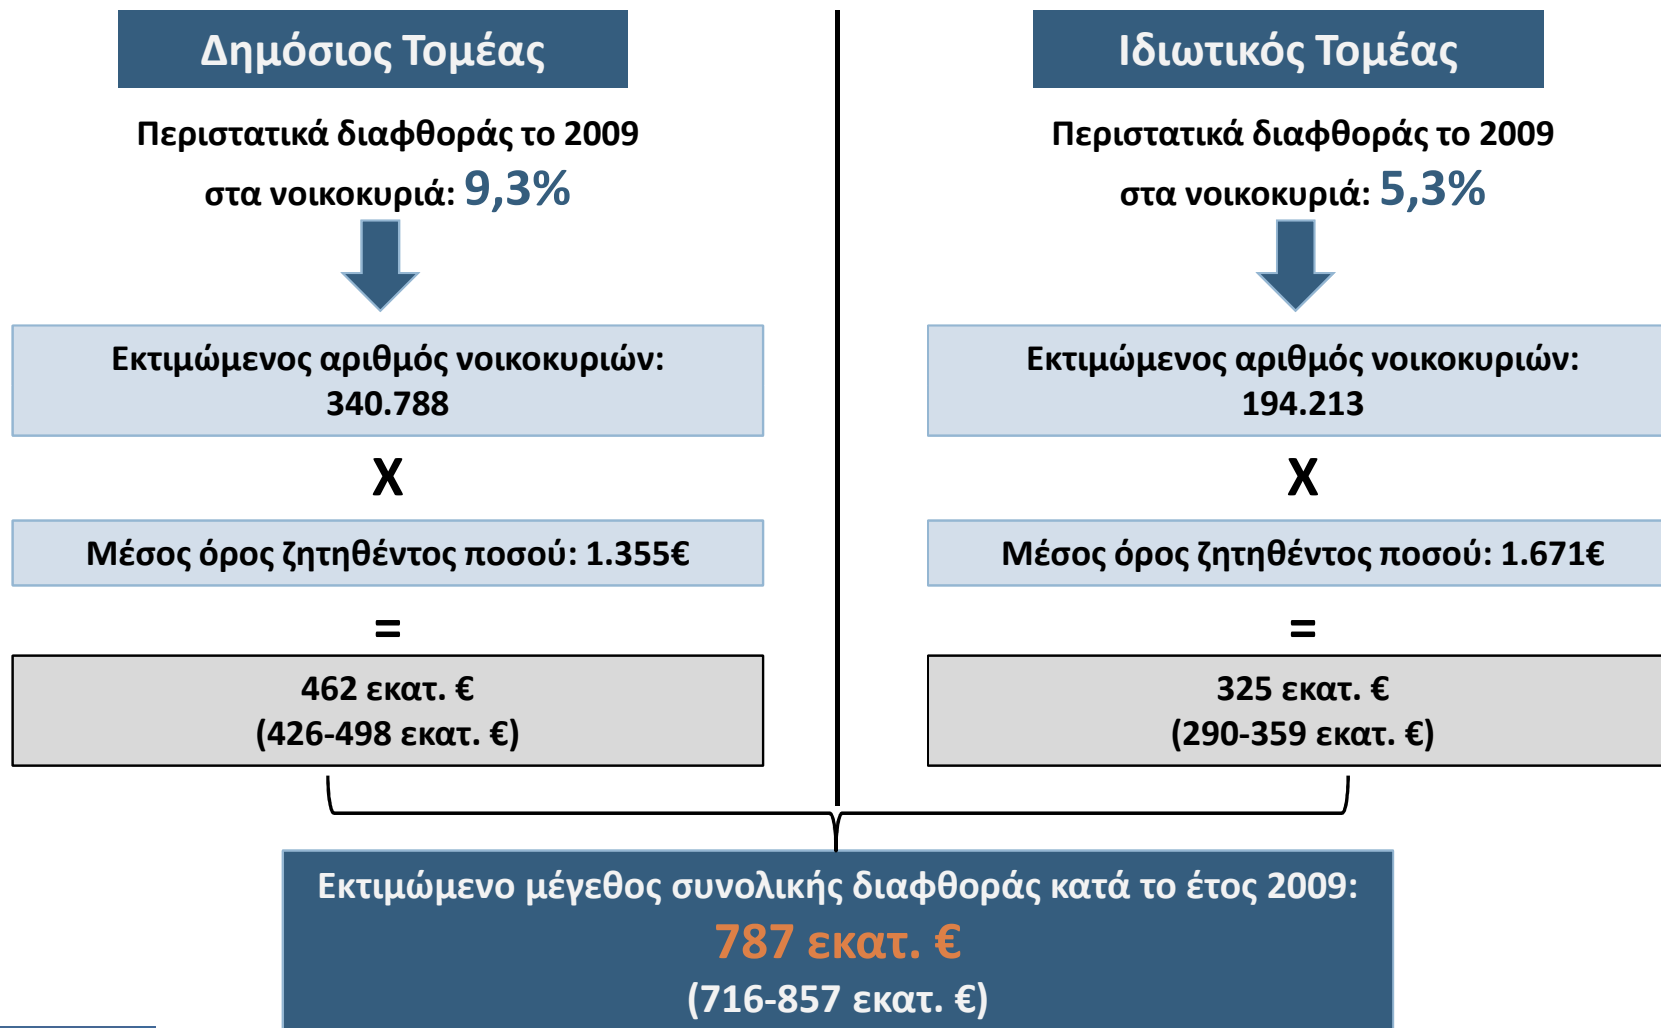 Δημόσιος Τομέας
Περιστατικά διαφθοράς το 2009
στα νοικοκυριά: 9,3%
Εκτιμώμενος αριθμός νοικοκυριών:
340.788
X
Μέσος όρος ζητηθέντος ποσού: 1.355€
=
462 εκατ. €
(426-498 εκατ. €)
Ιδιωτικός Τομέας
Περιστατικά διαφθοράς το 2009
στα νοικοκυριά: 5,3%
Εκτιμώμενος αριθμός νοικοκυριών:
194.213
X
Μέσος όρος ζητηθέντος ποσού: 1.671€
=
325 εκατ. €
(290-359 εκατ. €)
Εκτιμώμενο μέγεθος συνολικής διαφθοράς κατά το έτος 2009:
787 εκατ. €
(716-857 εκατ. €)